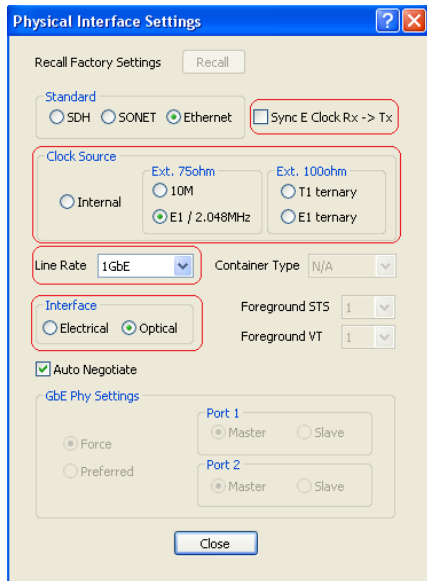 Physical Interface Settings
Recall Factory Settings Recall
Standard
SDH SONET Ethernet Sync E Clock Rx -> Tx
Clock Source
Ext. 75ohm Ext. 100ohm
Internal 10M T1 ternary
E1 / 2.048MHz E1 ternary
Line Rate 1GbE Container Type N/A
Interface
Electrical Optical
Foreground STS 1
Foreground VT 1
Auto Negotiate
GbE Phy Settings
Force
Preferred
Port 1
Master Slave
Port 2
Master Slave
Close